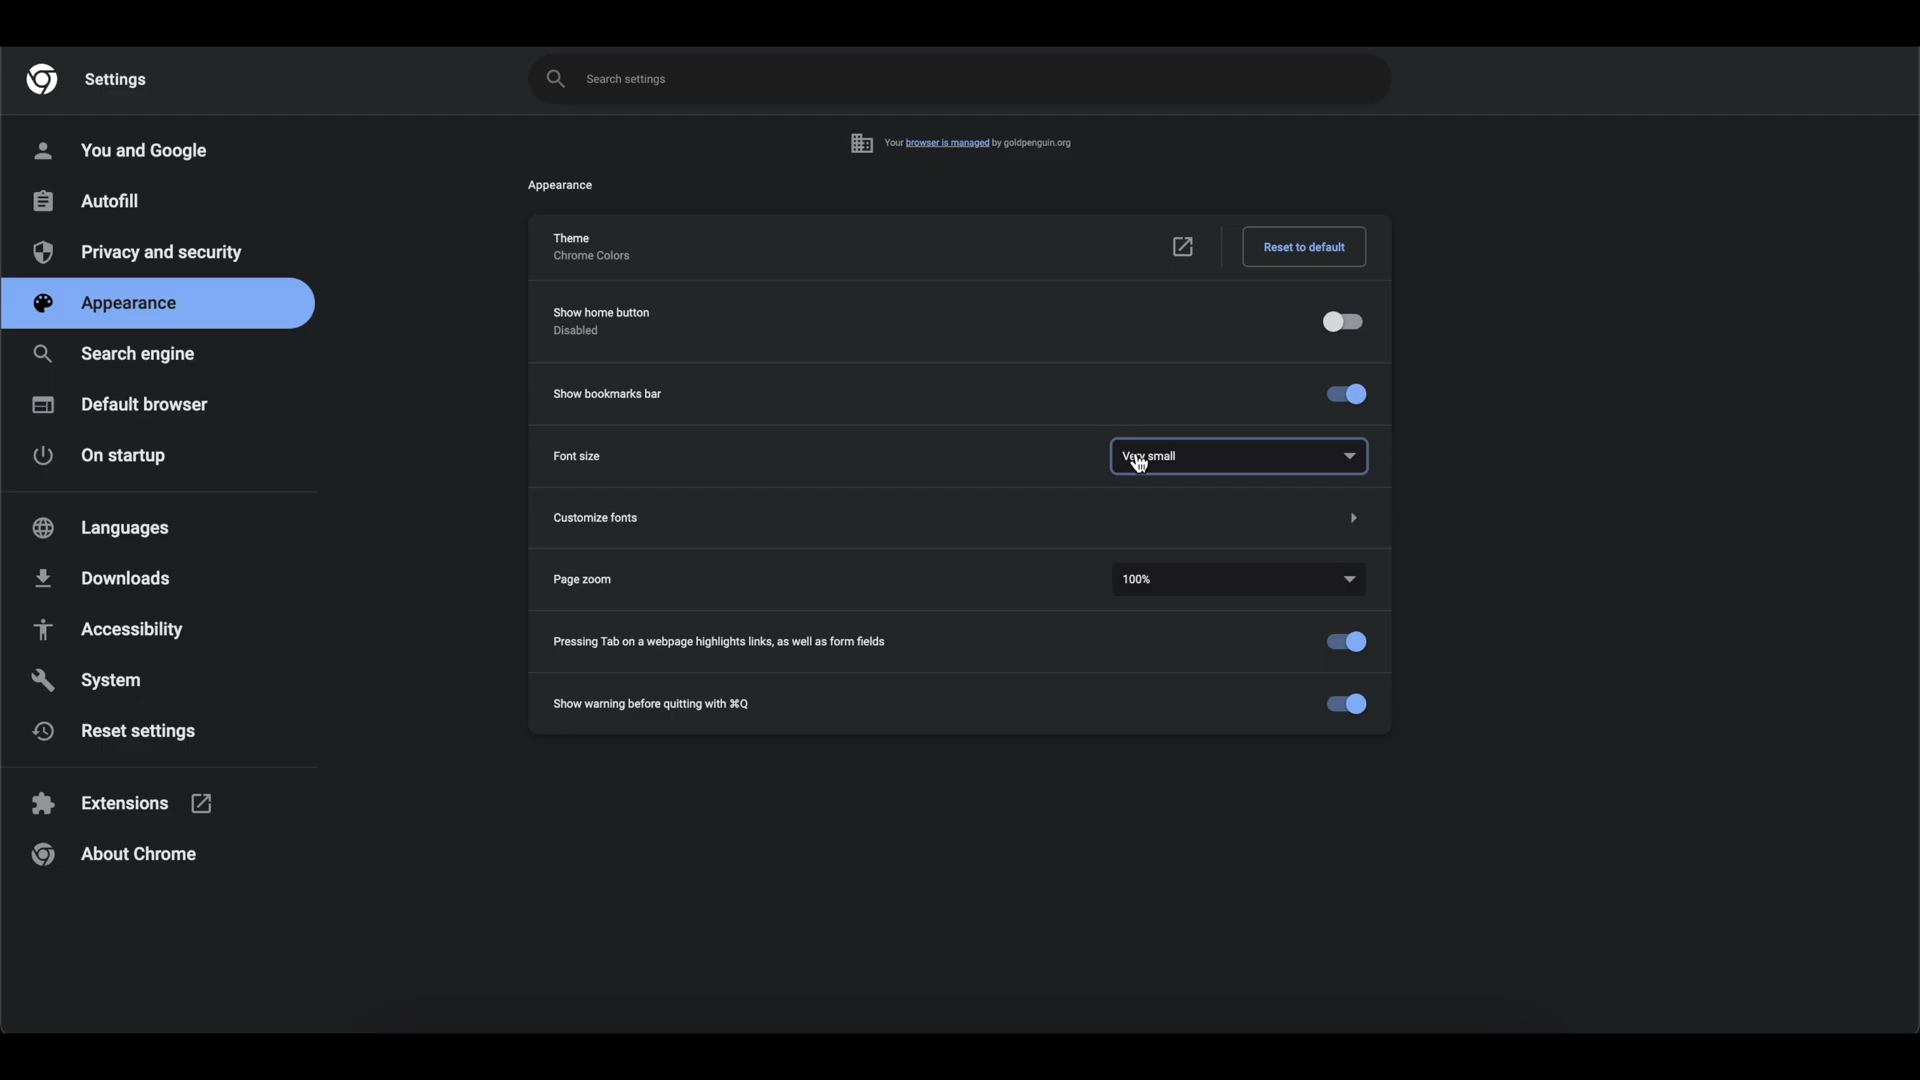 Settings
Search settings
Your browser is managed by goldpenguin.org
You and Google
Autofill
Privacy and security
Appearance
Search engine
Default browser
On startup
Languages
Downloads
Accessibility
System
Reset settings
Extensions
About Chrome
Appearance
Theme
Chrome Colors
Reset to default
Show home button
Disabled
Show bookmarks bar
Font size
Very small
Customize fonts
Page zoom
100%
Pressing Tab on a webpage highlights links, as well as form fields
Show warning before quitting with ⌘Q